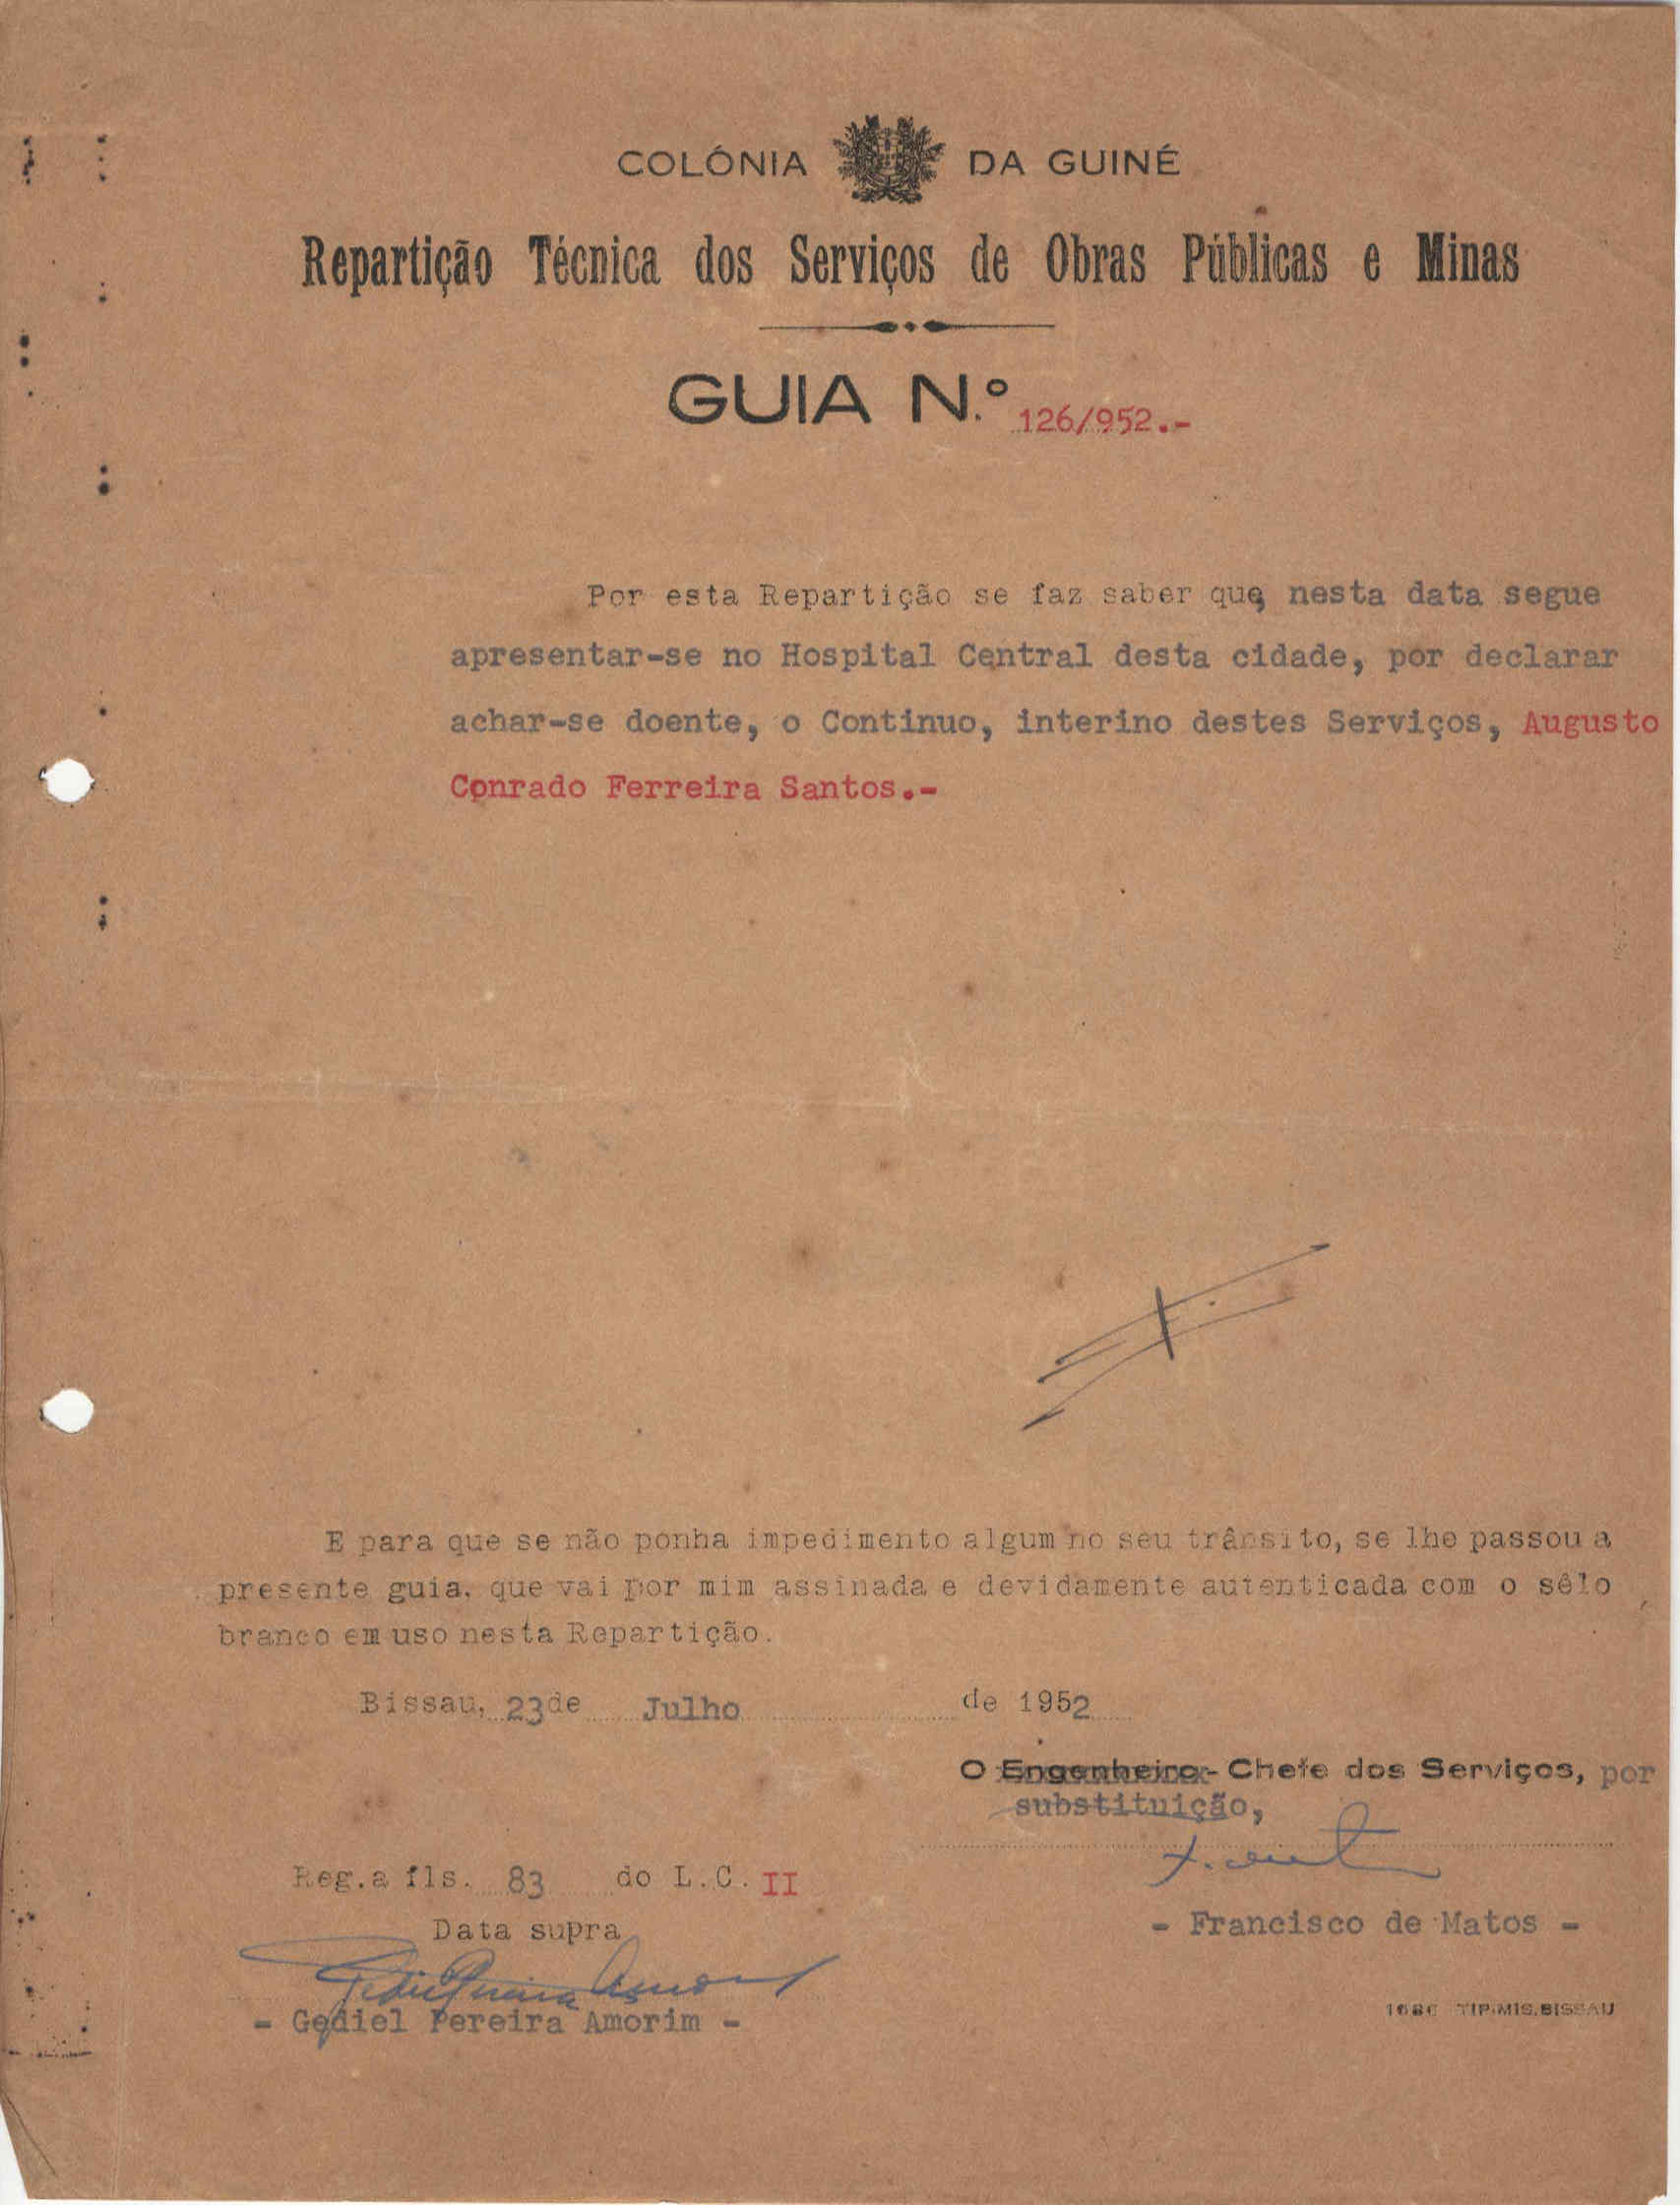 COLÓNIA DA GUINÉ
Repartição Técnica dos Serviços de Obras Públicas e Minas
GUIA N.º 126/952.-
Por esta Repartição se faz saber que, nesta data segue
apresentar-se no Hospital Central desta cidade, por declarar
achar-se doente, o Continuo, interino destes Serviços, Augusto
Conrado Ferreira Santos.-
E para que se não ponha impedimento algum no seu trânsito, se lhe passou a
presente guia, que vai por mim assinada e devidamente autenticada com o sêlo
branco em uso nesta Repartição.
Bissau, 23 de Julho de 1952
O Engenheiro-Chefe dos Serviços, por
substituição,
Reg. a fls. 83 do L. C. II
Data supra
- Francisco de Matos -
- Gediel Pereira Amorim -
TIP.MIS.BISSAU